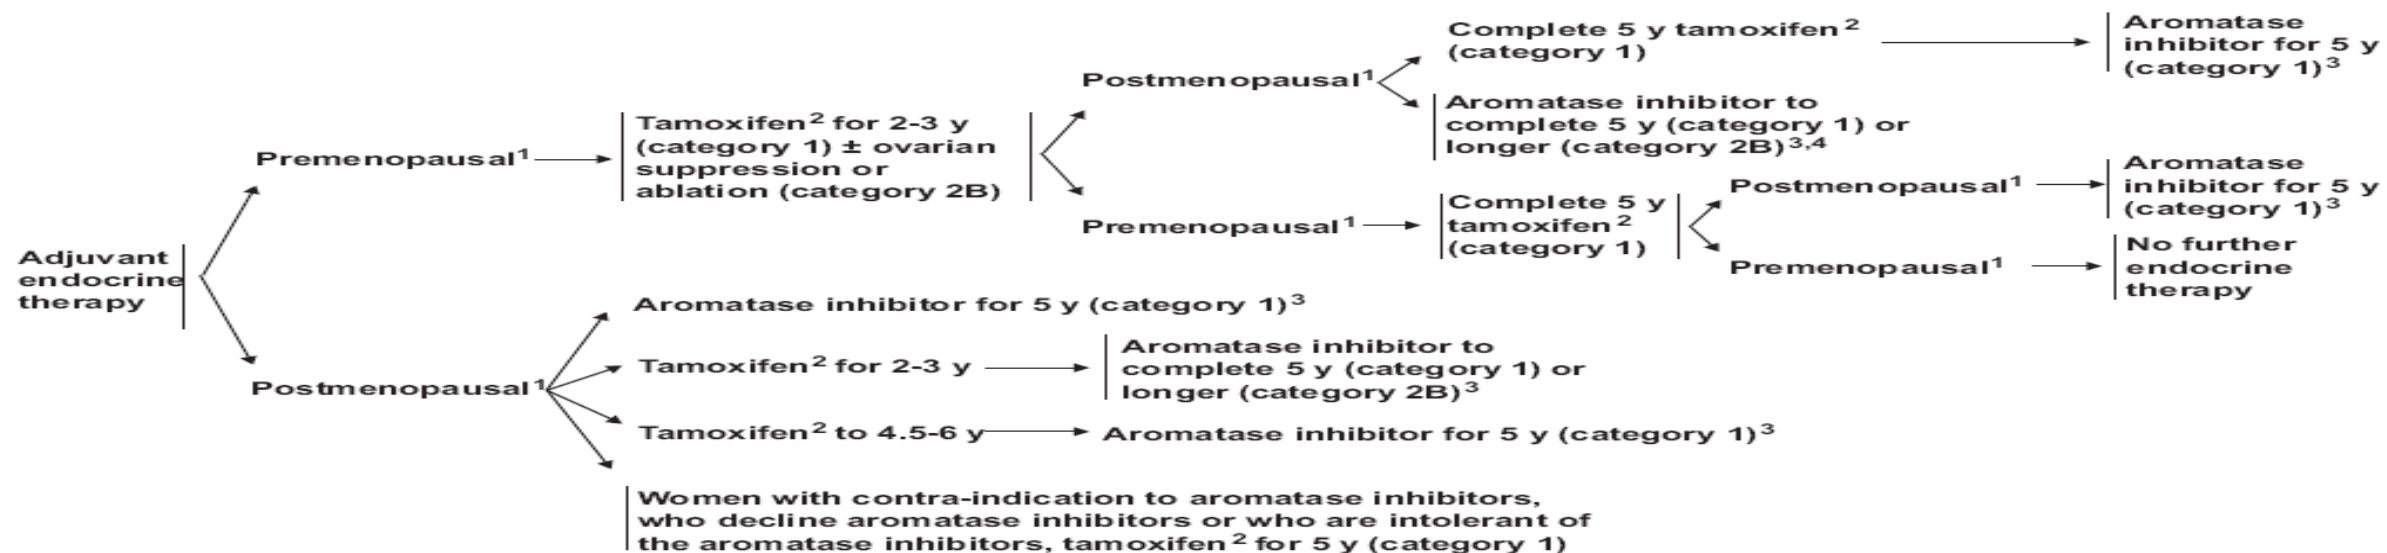 Adjuvant
endocrine
therapy
Premenopausal¹
Tamoxifen² for 2-3 y
(category 1) ± ovarian
suppression or
ablation (category 2B)
Postmenopausal¹
Complete 5 y tamoxifen²
(category 1)
Aromatase
inhibitor for 5 y
(category 1)³
Aromatase inhibitor to
complete 5 y (category 1) or
longer (category 2B)³,⁴
Premenopausal¹
Complete 5 y
tamoxifen²
(category 1)
Postmenopausal¹
Aromatase
inhibitor for 5 y
(category 1)³
Premenopausal¹
No further
endocrine
therapy
Postmenopausal¹
Aromatase inhibitor for 5 y (category 1)³
Tamoxifen² for 2-3 y
Aromatase inhibitor to
complete 5 y (category 1) or
longer (category 2B)³
Tamoxifen² to 4.5-6 y
Aromatase inhibitor for 5 y (category 1)³
Women with contra-indication to aromatase inhibitors,
who decline aromatase inhibitors or who are intolerant of
the aromatase inhibitors, tamoxifen² for 5 y (category 1)